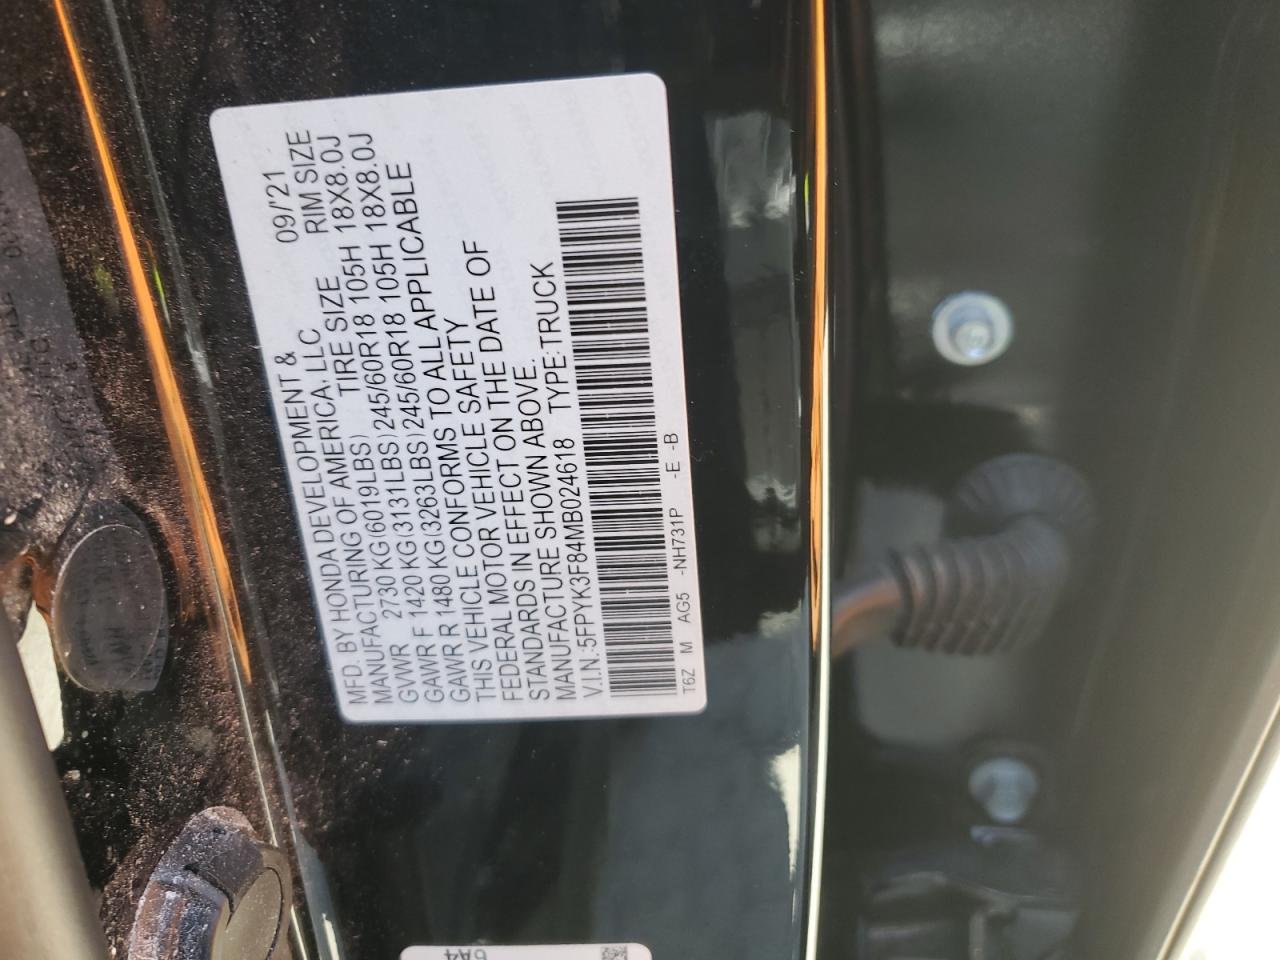 MFD. BY HONDA DEVELOPMENT &
MANUFACTURING OF AMERICA, LLC 09/'21
GVWR 2730 KG(6019LBS) TIRE SIZE RIM SIZE
GAWR F 1420 KG(3131LBS)245/60R18 105H 18X8.0J
GAWR R 1480 KG(3263LBS)245/60R18 105H 18X8.0J
THIS VEHICLE CONFORMS TO ALL APPLICABLE
FEDERAL MOTOR VEHICLE SAFETY
STANDARDS IN EFFECT ON THE DATE OF
MANUFACTURE SHOWN ABOVE.
V.I.N.:5FPYK3F84MB024618 TYPE:TRUCK
T6Z M AG5 -NH731P -E -B
6A4